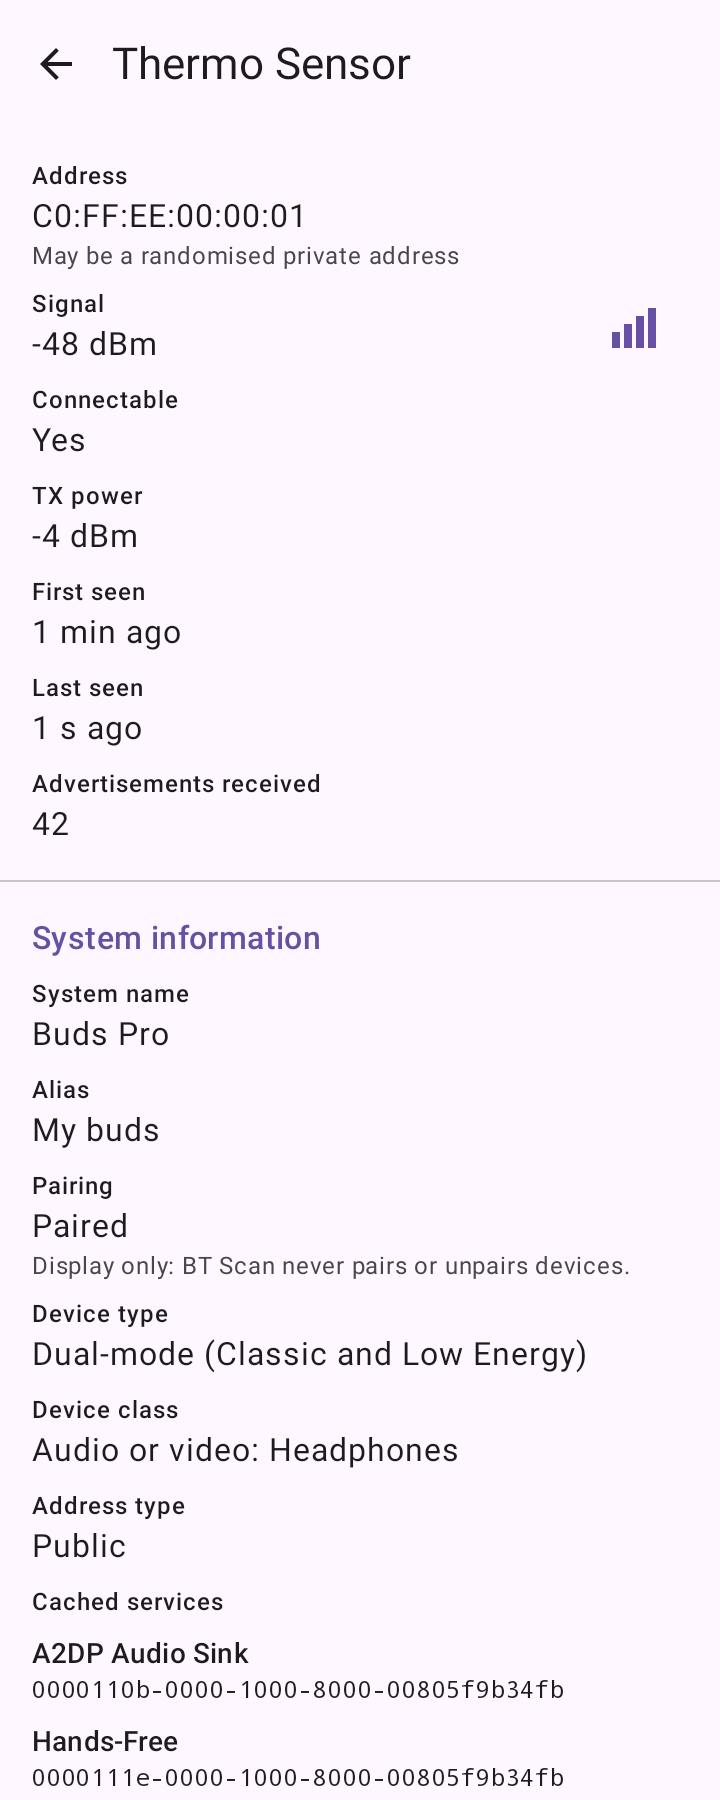 Thermo Sensor
Address
C0:FF:EE:00:00:01
May be a randomised private address
Signal
-48 dBm
Connectable
Yes
TX power
-4 dBm
First seen
1 min ago
Last seen
1 s ago
Advertisements received
42
System information
System name
Buds Pro
Alias
My buds
Pairing
Paired
Display only: BT Scan never pairs or unpairs devices.
Device type
Dual-mode (Classic and Low Energy)
Device class
Audio or video: Headphones
Address type
Public
Cached services
A2DP Audio Sink
0000110b-0000-1000-8000-00805f9b34fb
Hands-Free
0000111e-0000-1000-8000-00805f9b34fb